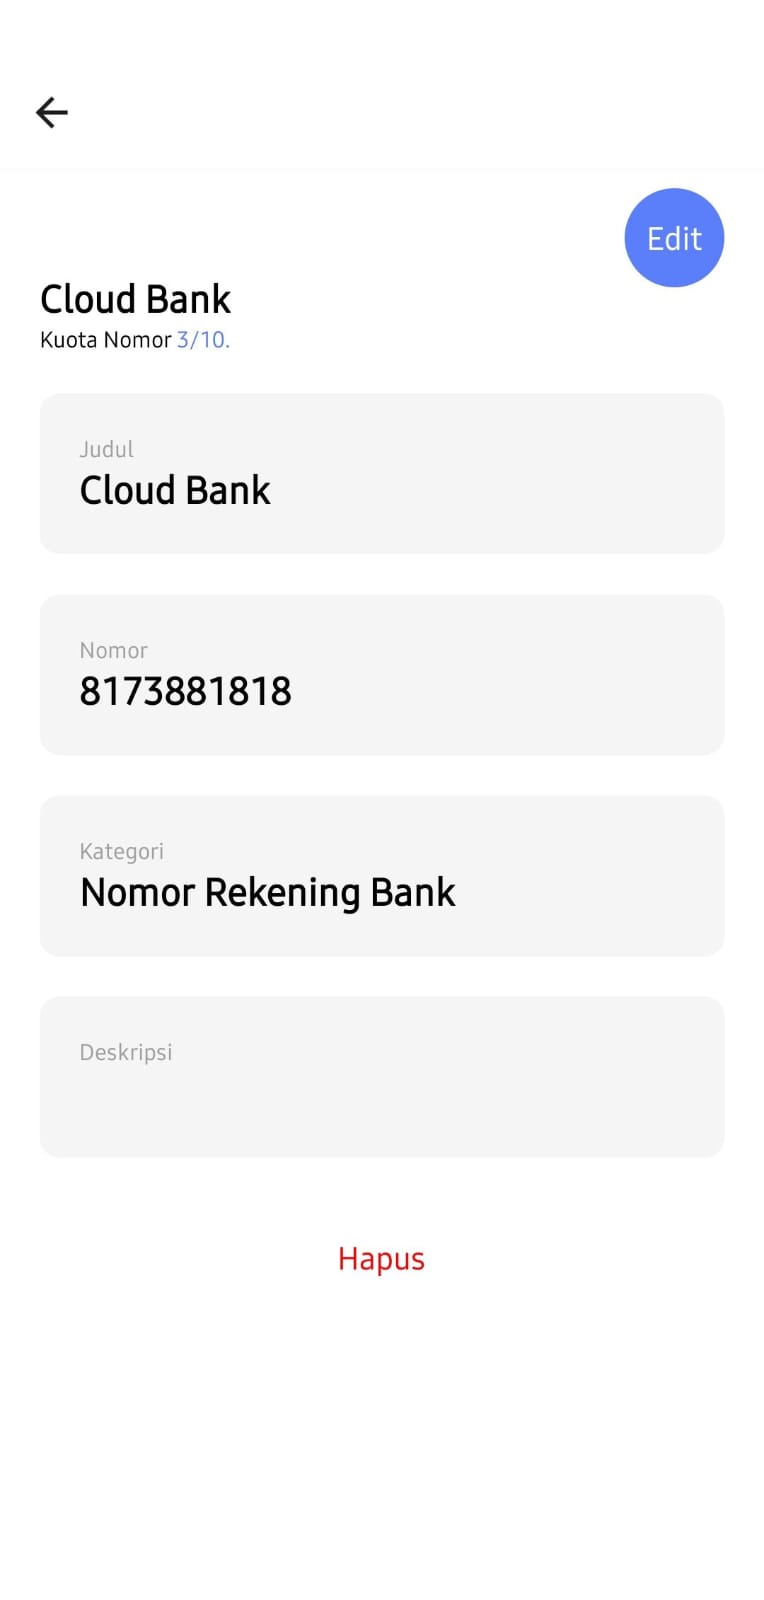 Edit
Cloud Bank
Kuota Nomor 3/10.
Judul
Cloud Bank
Nomor
8173881818
Kategori
Nomor Rekening Bank
Deskripsi
Hapus